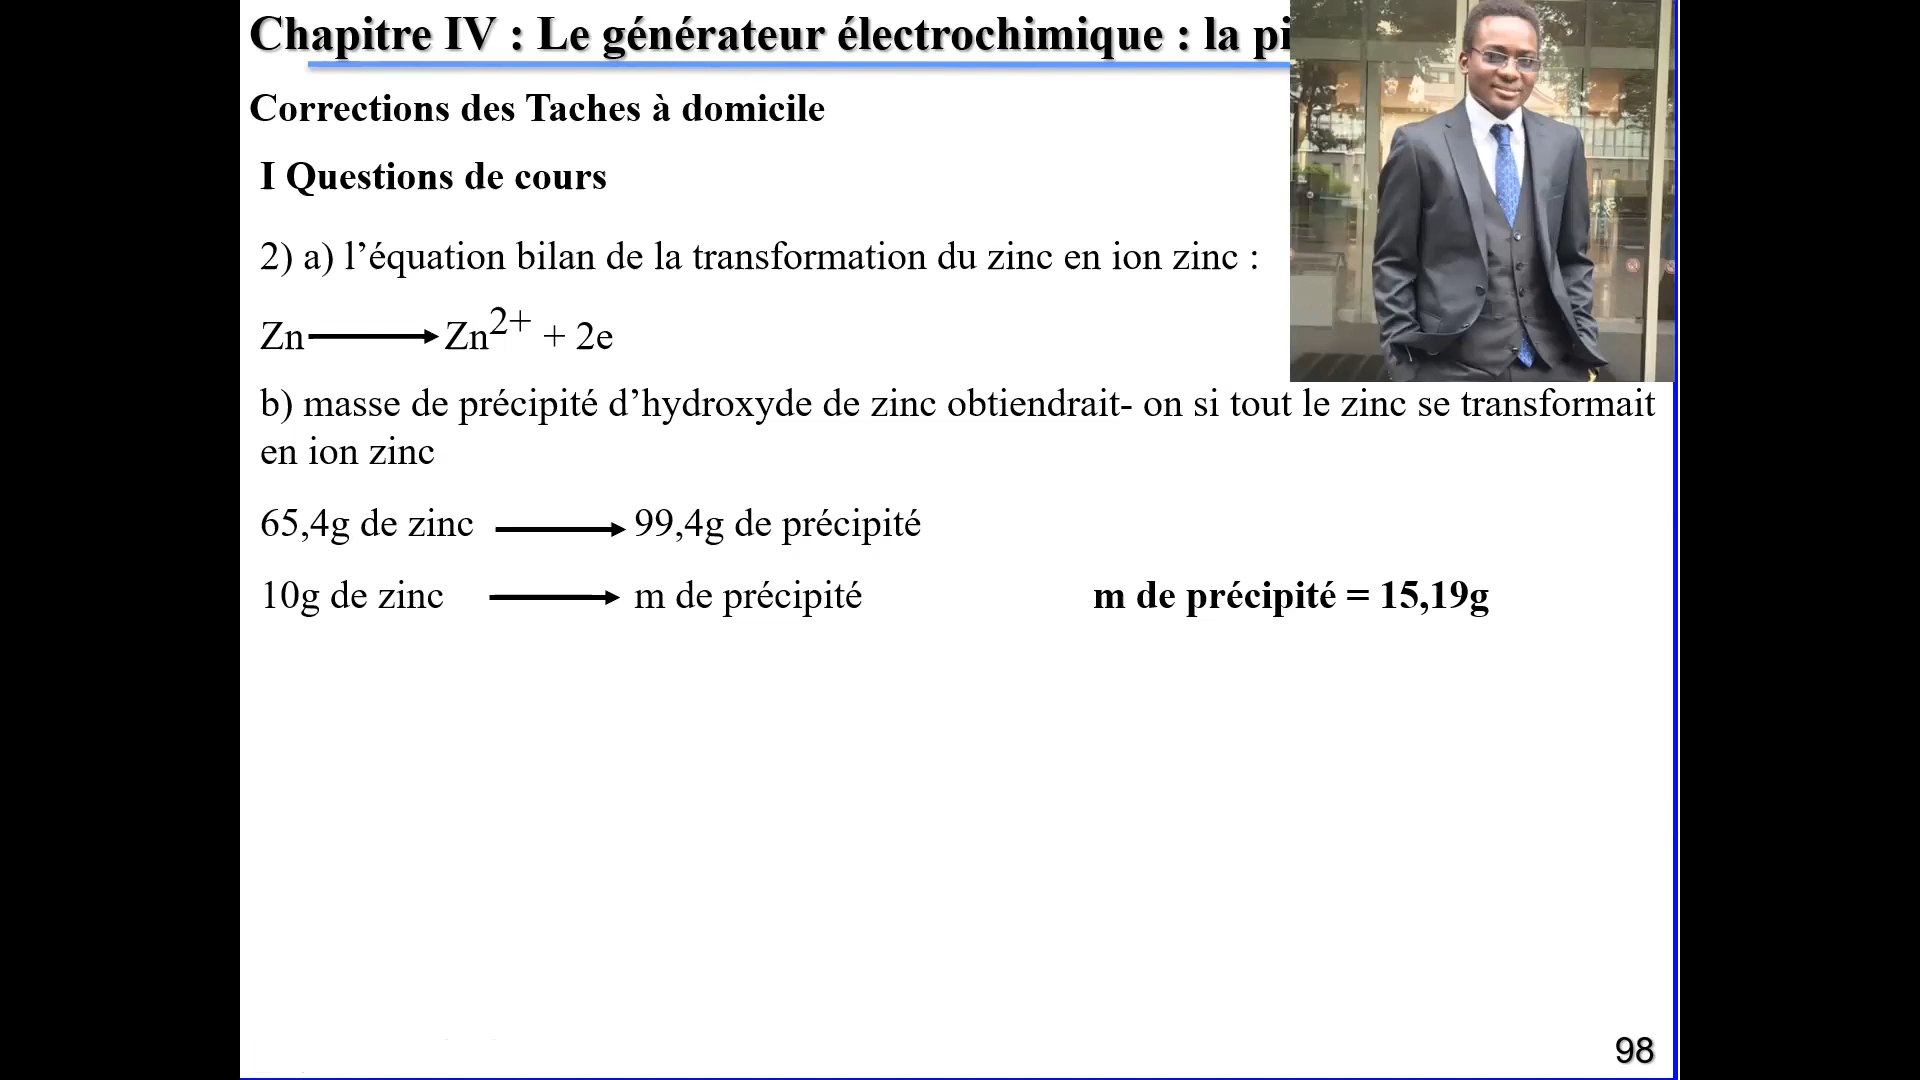 Chapitre IV : Le générateur électrochimique : la pi
Corrections des Taches à domicile
I Questions de cours
2) a) l’équation bilan de la transformation du zinc en ion zinc :
Zn → Zn2+ + 2e
b) masse de précipité d’hydroxyde de zinc obtiendrait- on si tout le zinc se transformait
en ion zinc
65,4g de zinc → 99,4g de précipité
10g de zinc → m de précipité m de précipité = 15,19g
98